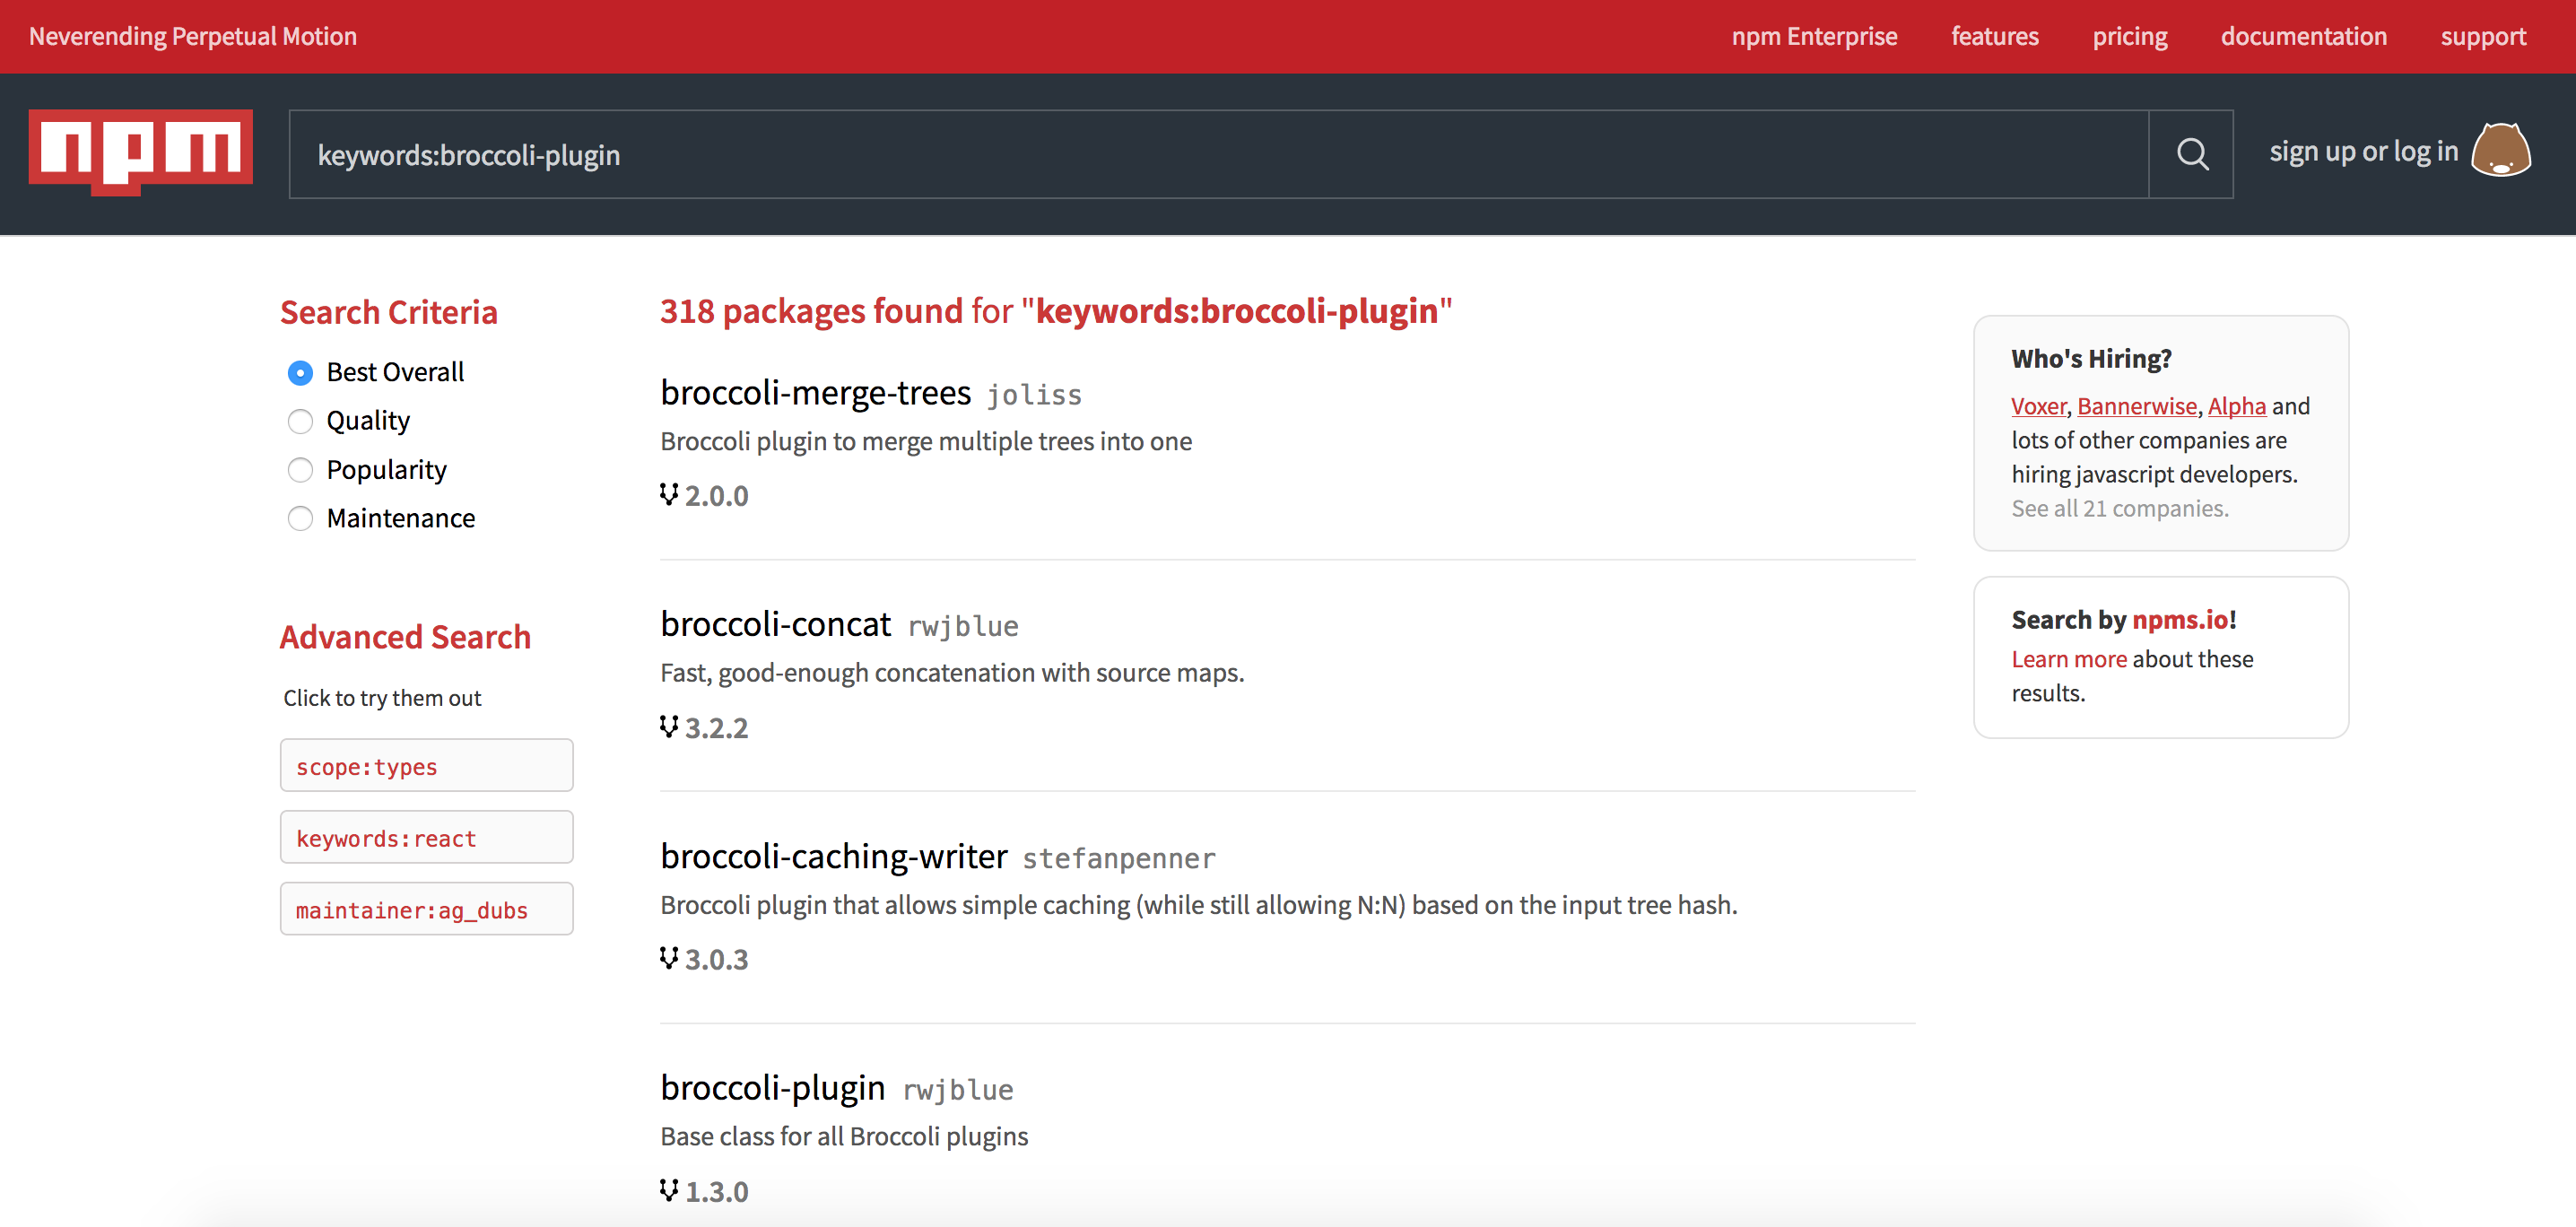 Neverending Perpetual Motion
npm Enterprise
features
pricing
documentation
support
npm
keywords:broccoli-plugin
sign up or log in
Search Criteria
Best Overall
Quality
Popularity
Maintenance
Advanced Search
Click to try them out
scope:types
keywords:react
maintainer:ag_dubs
318 packages found for "keywords:broccoli-plugin"
broccoli-merge-trees joliss
Broccoli plugin to merge multiple trees into one
2.0.0
broccoli-concat rwjblue
Fast, good-enough concatenation with source maps.
3.2.2
broccoli-caching-writer stefanpenner
Broccoli plugin that allows simple caching (while still allowing N:N) based on the input tree hash.
3.0.3
broccoli-plugin rwjblue
Base class for all Broccoli plugins
1.3.0
Who's Hiring?
Voxer, Bannerwise, Alpha and
lots of other companies are
hiring javascript developers.
See all 21 companies.
Search by npms.io!
Learn more about these
results.